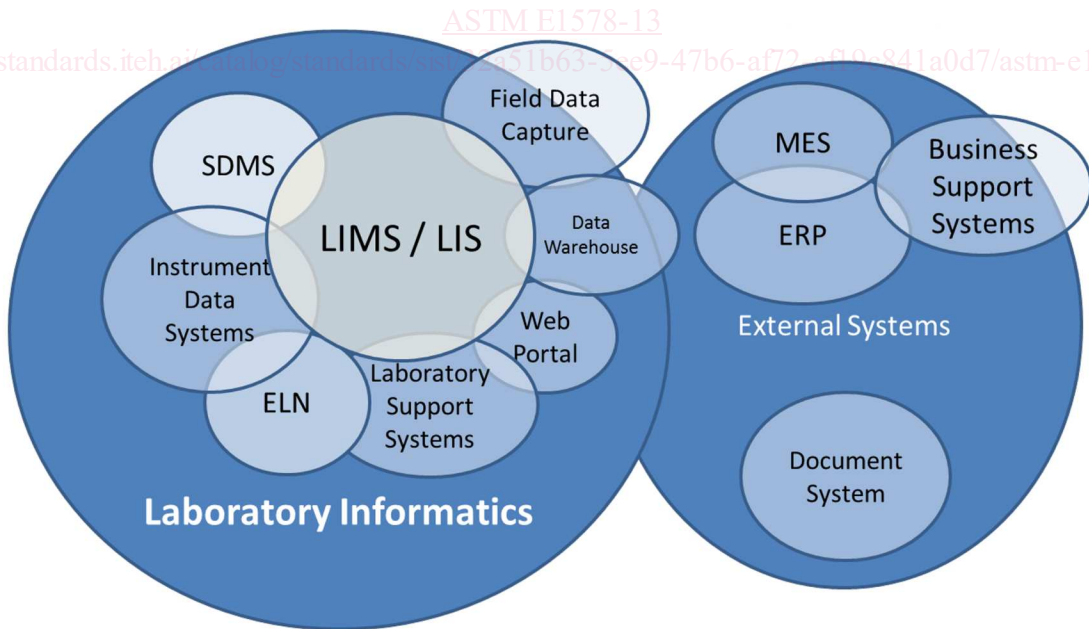 ASTM E1578-13
Field Data
Capture
SDMS
MES
Business
Support
Systems
LIMS / LIS
Data
Warehouse
ERP
Instrument
Data
Systems
Web
Portal
External Systems
ELN
Laboratory
Support
Systems
Document
System
Laboratory Informatics